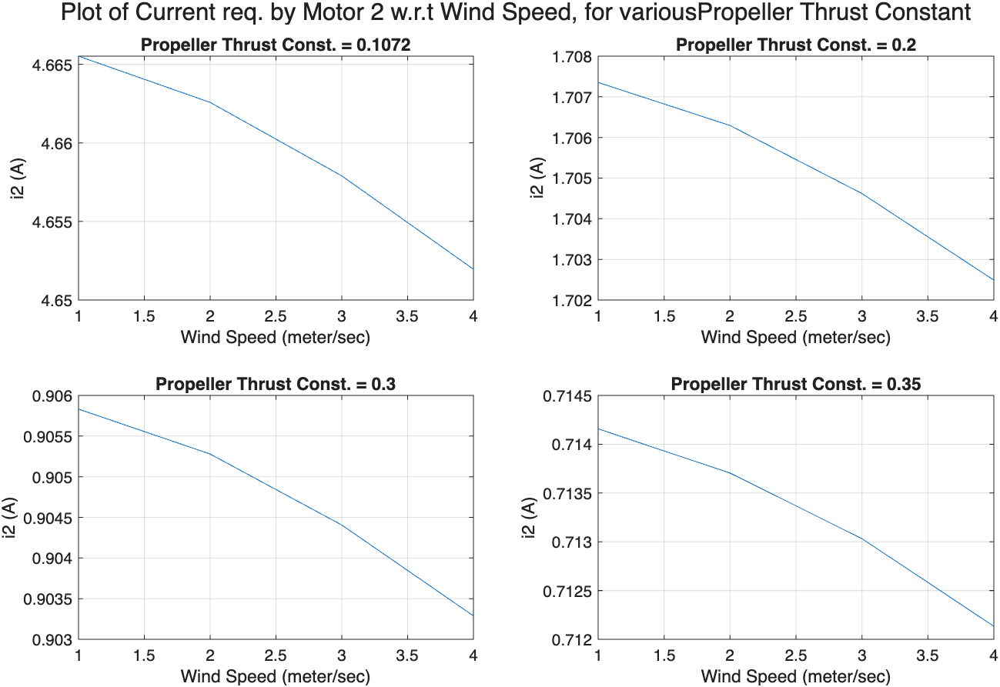 Plot of Current req. by Motor 2 w.r.t Wind Speed, for variousPropeller Thrust Constant
Propeller Thrust Const. = 0.1072
4.665
4.66
4.655
4.65
i2 (A)
1 1.5 2 2.5 3 3.5 4
Wind Speed (meter/sec)
Propeller Thrust Const. = 0.2
1.708
1.707
1.706
1.705
1.704
1.703
1.702
i2 (A)
1 1.5 2 2.5 3 3.5 4
Wind Speed (meter/sec)
Propeller Thrust Const. = 0.3
0.906
0.9055
0.905
0.9045
0.904
0.9035
0.903
i2 (A)
1 1.5 2 2.5 3 3.5 4
Wind Speed (meter/sec)
Propeller Thrust Const. = 0.35
0.7145
0.714
0.7135
0.713
0.7125
0.712
i2 (A)
1 1.5 2 2.5 3 3.5 4
Wind Speed (meter/sec)